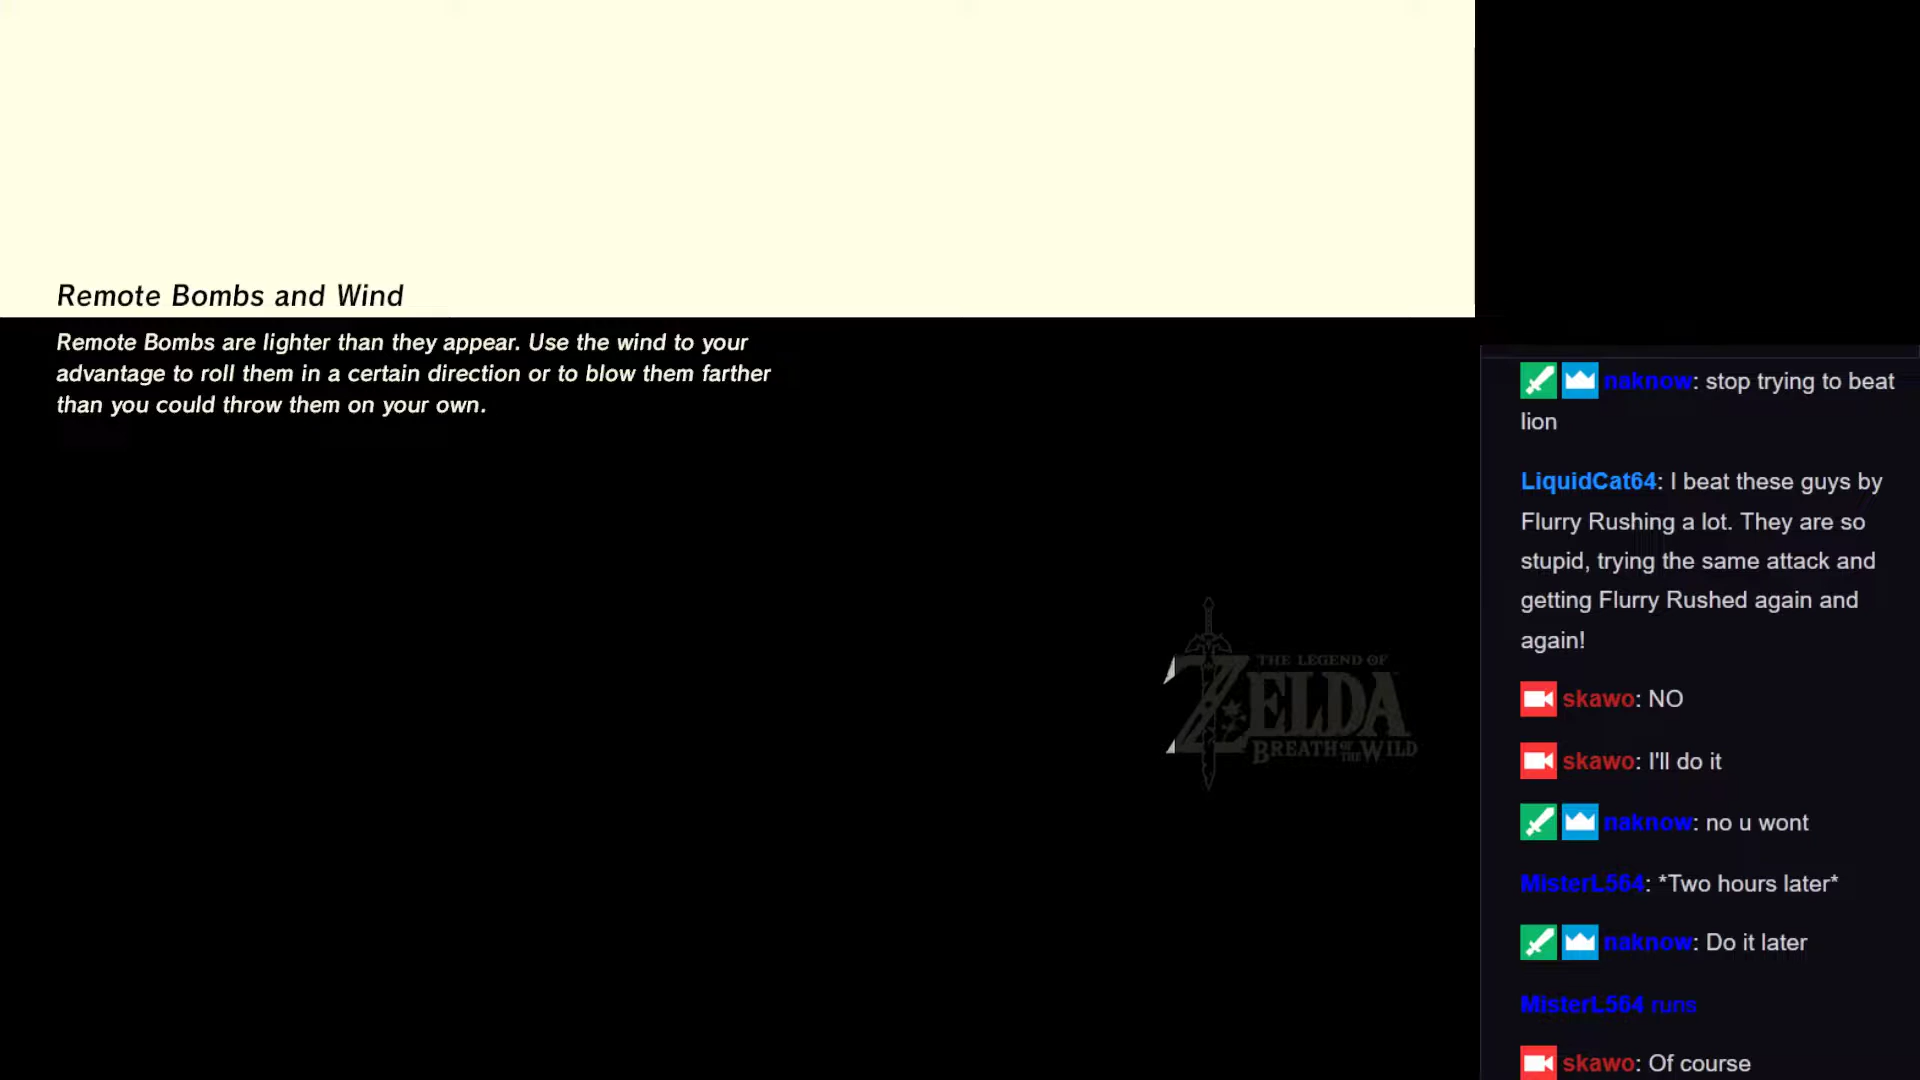 Remote Bombs and Wind
Remote Bombs are lighter than they appear. Use the wind to your
advantage to roll them in a certain direction or to blow them farther
than you could throw them on your own.
THE LEGEND OF
ZELDA
BREATH OF THE WILD
naknow: stop trying to beat
lion
LiquidCat64: I beat these guys by
Flurry Rushing a lot. They are so
stupid, trying the same attack and
getting Flurry Rushed again and
again!
skawo: NO
skawo: I'll do it
naknow: no u wont
MisterL564: *Two hours later*
naknow: Do it later
MisterL564 runs
skawo: Of course